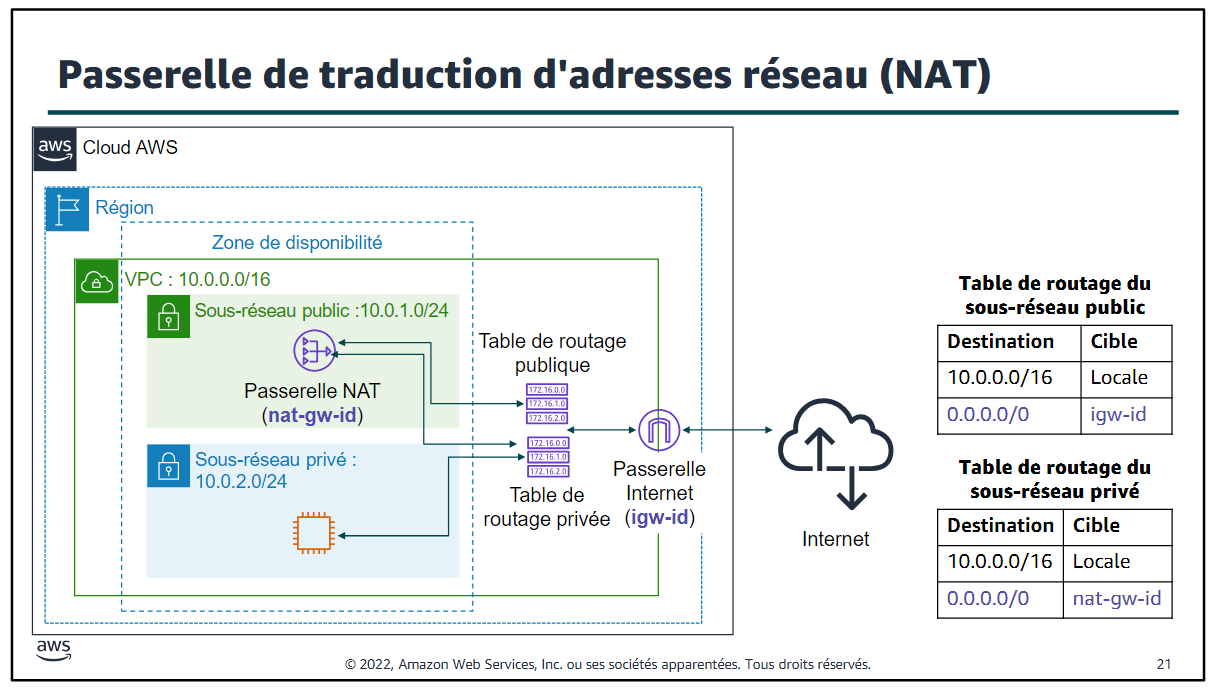 Passerelle de traduction d'adresses réseau (NAT)
aws
Cloud AWS
Région
Zone de disponibilité
VPC : 10.0.0.0/16
Sous-réseau public :10.0.1.0/24
Passerelle NAT
(nat-gw-id)
Sous-réseau privé :
10.0.2.0/24
Table de routage
publique
172.16.0.0
172.16.1.0
172.16.2.0
172.16.0.0
172.16.1.0
172.16.2.0
Table de
routage privée
Passerelle
Internet
(igw-id)
Internet
Table de routage du
sous-réseau public
Destination Cible
10.0.0.0/16 Locale
0.0.0.0/0 igw-id
Table de routage du
sous-réseau privé
Destination Cible
10.0.0.0/16 Locale
0.0.0.0/0 nat-gw-id
aws
© 2022, Amazon Web Services, Inc. ou ses sociétés apparentées. Tous droits réservés.
21